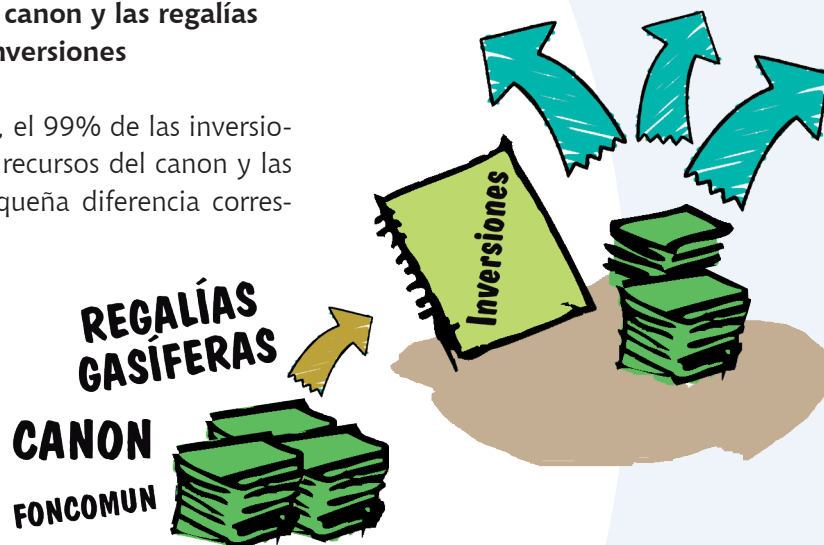 canon y las regalías
nversiones
, el 99% de las inversio-
recursos del canon y las
queña diferencia corres-
Inversiones
REGALÍAS
GASÍFERAS
CANON
FONCOMUN